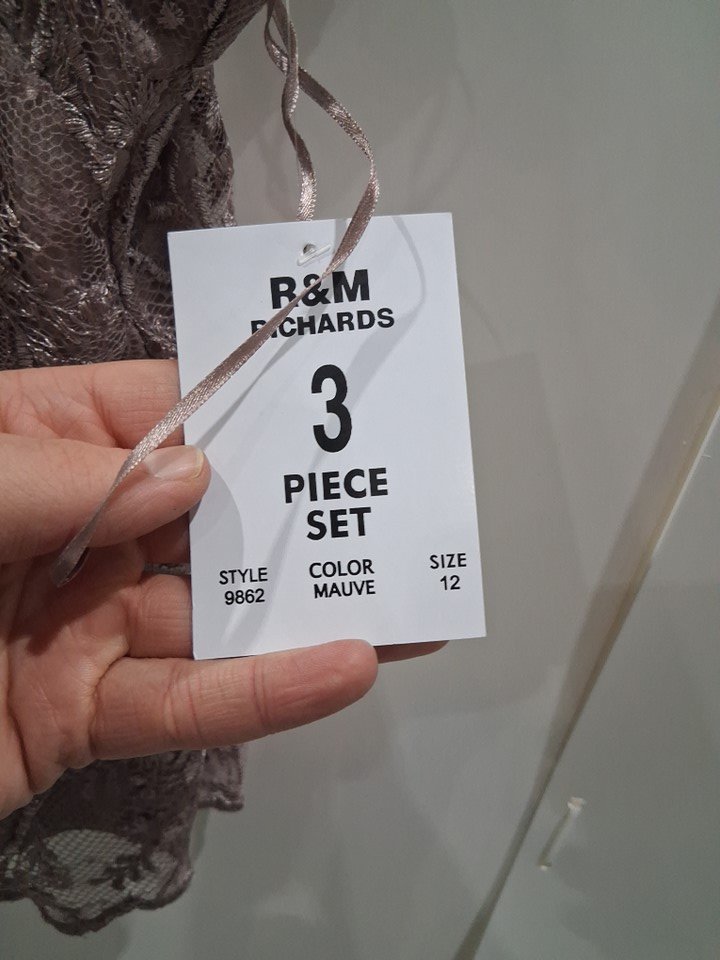 R&M
RICHARDS
3
PIECE
SET
STYLE COLOR SIZE
9862 MAUVE 12